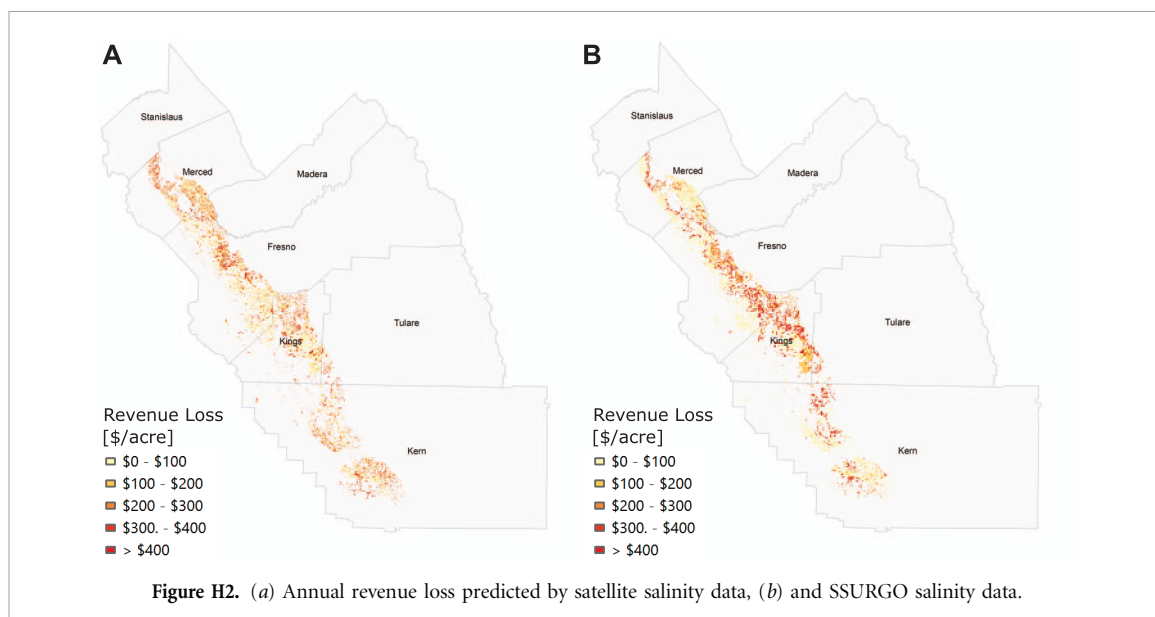 A
Stanislaus
Merced
Madera
Fresno
Tulare
Kings
Kern
Revenue Loss
[$/acre]
$0 - $100
$100 - $200
$200 - $300
$300. - $400
> $400
B
Stanislaus
Merced
Madera
Fresno
Tulare
Kings
Kern
Revenue Loss
[$/acre]
$0 - $100
$100 - $200
$200 - $300
$300. - $400
> $400
Figure H2. (a) Annual revenue loss predicted by satellite salinity data, (b) and SSURGO salinity data.